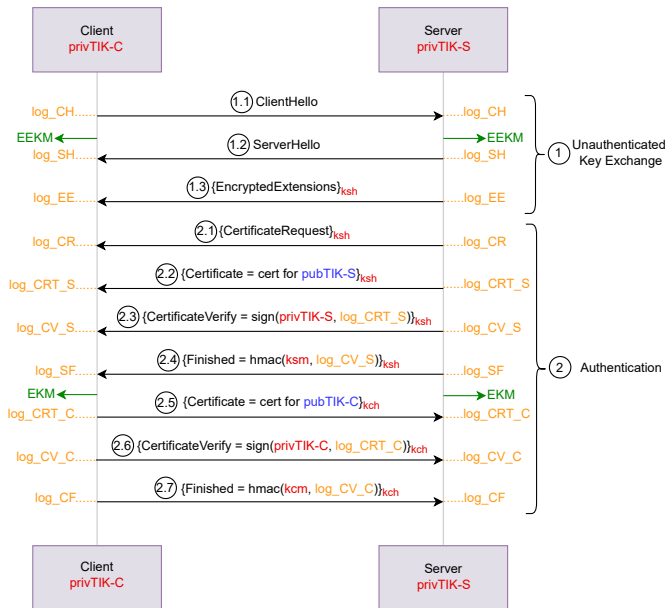 Client
privTIK-C
Server
privTIK-S
log_CH
1.1 ClientHello
log_CH
EEKM
EEKM
log_SH
1.2 ServerHello
log_SH
1 Unauthenticated
Key Exchange
log_EE
1.3 {EncryptedExtensions}ksh
log_EE
log_CR
2.1 {CertificateRequest}ksh
log_CR
log_CRT_S
2.2 {Certificate = cert for pubTIK-S}ksh
log_CRT_S
log_CV_S
2.3 {CertificateVerify = sign(privTIK-S, log_CRT_S)}ksh
log_CV_S
log_SF
2.4 {Finished = hmac(ksm, log_CV_S)}ksh
log_SF
2 Authentication
EKM
EKM
log_CRT_C
2.5 {Certificate = cert for pubTIK-C}kch
log_CRT_C
log_CV_C
2.6 {CertificateVerify = sign(privTIK-C, log_CRT_C)}kch
log_CV_C
log_CF
2.7 {Finished = hmac(kcm, log_CV_C)}kch
log_CF
Client
privTIK-C
Server
privTIK-S